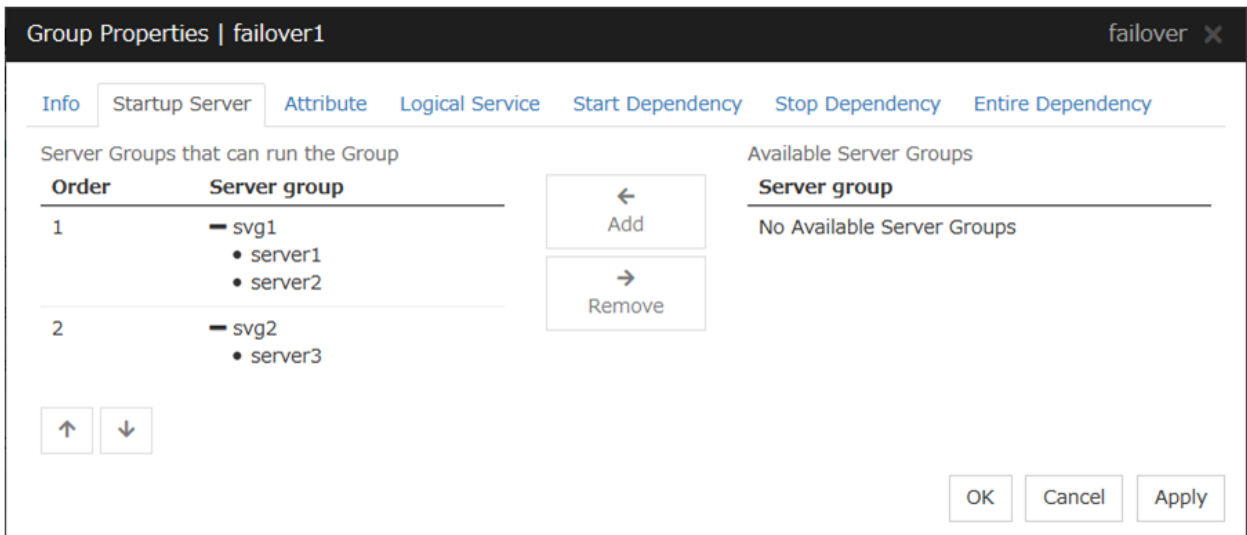 Group Properties | failover1 failover ×
Info Startup Server Attribute Logical Service Start Dependency Stop Dependency Entire Dependency
Server Groups that can run the Group Available Server Groups
Order Server group ← Add Server group
1 svg1 No Available Server Groups
• server1
• server2
→ Remove
2 svg2
• server3
↑ ↓
OK Cancel Apply